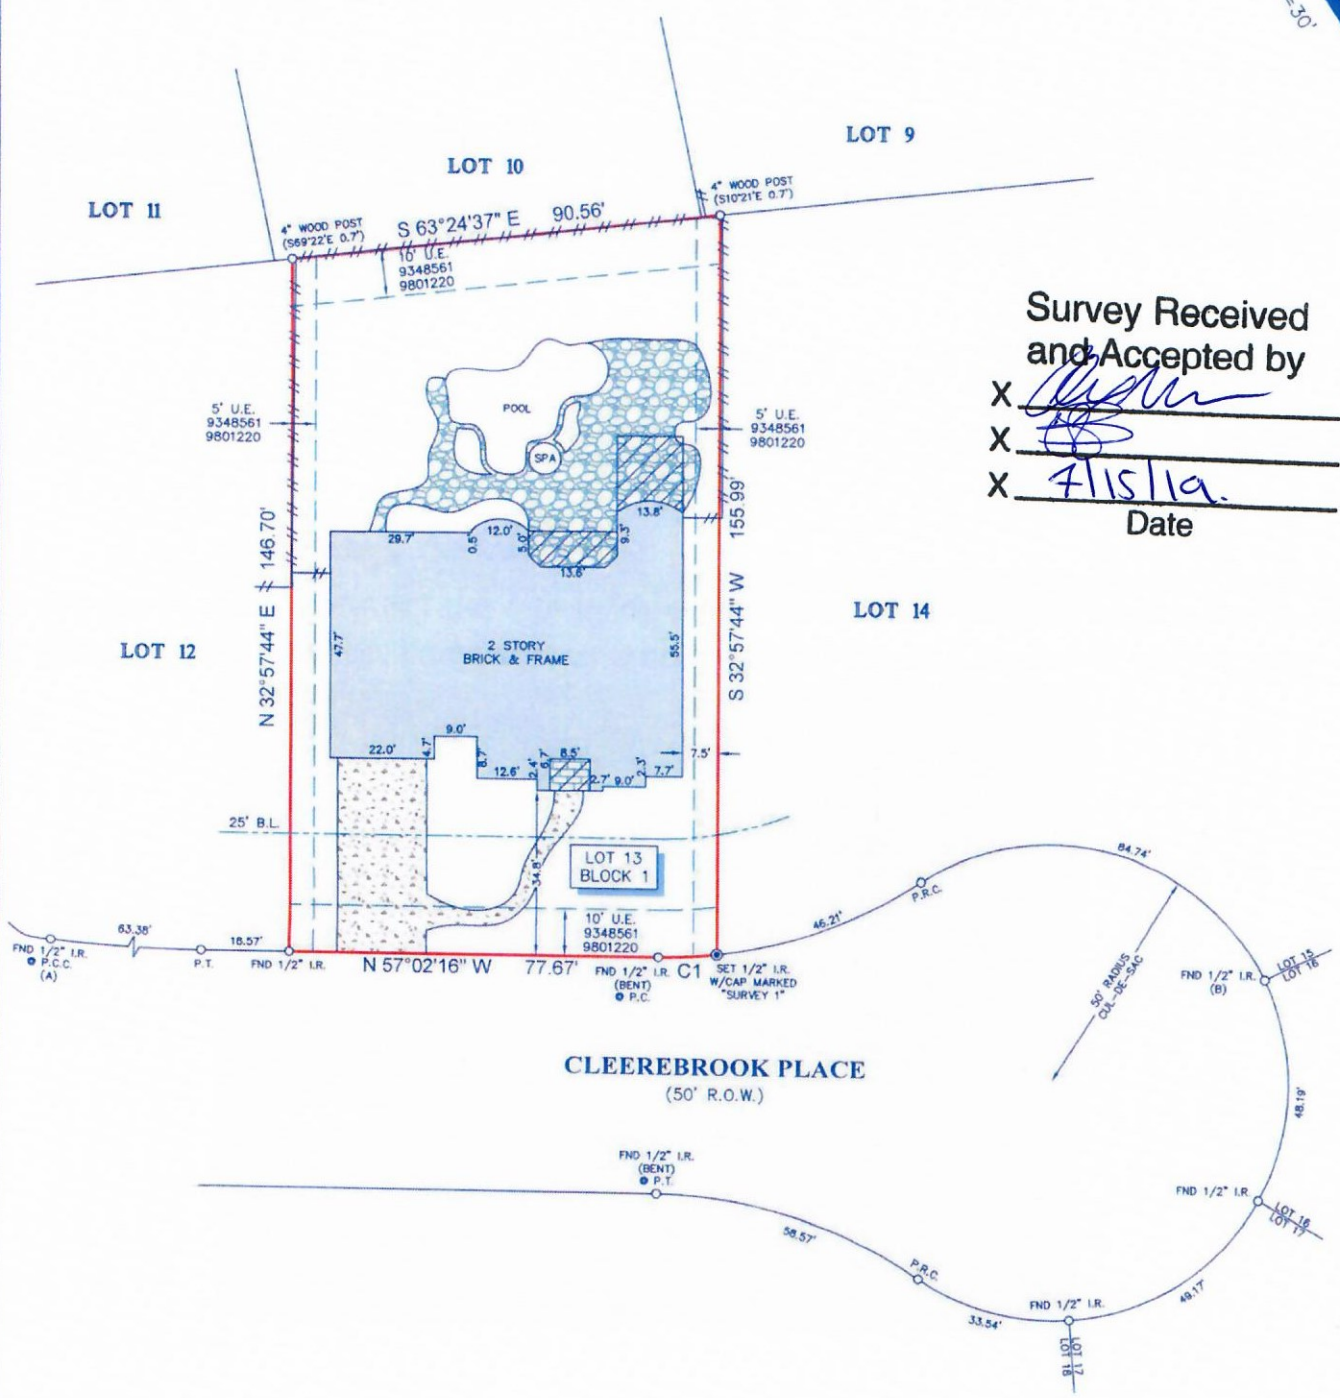 =30'
LOT 9
LOT 10
LOT 11
4" WOOD POST
(S10°21'E 0.7')
4" WOOD POST
(S69°22'E 0.7')
S 63°24'37" E 90.56'
10' U.E.
9348561
9801220
Survey Received
and Accepted by
X
X
X 7/15/19.
Date
5' U.E.
9348561
9801220
POOL
SPA
5' U.E.
9348561
9801220
N 32°57'44" E 146.70'
S 32°57'44" W 155.99'
29.7'
0.5'
12.0'
5.0'
13.6'
9.3'
13.8'
LOT 12
LOT 14
47.7'
2 STORY
BRICK & FRAME
55.5'
22.0'
4.7'
9.0'
8.7'
12.6'
2.4'
6.7'
8.5'
2.7'
9.0'
2.3'
7.7'
7.5'
25' B.L.
34.8'
LOT 13
BLOCK 1
10' U.E.
9348561
9801220
63.38'
18.57'
FND 1/2" I.R.
@ P.C.C.
(A)
P.T.
FND 1/2" I.R.
N 57°02'16" W 77.67'
FND 1/2" I.R.
(BENT)
@ P.C.
C1
SET 1/2" I.R.
W/CAP MARKED
"SURVEY 1"
46.21'
P.R.C.
84.74'
50' RADIUS
CUL-DE-SAC
FND 1/2" I.R.
(B)
LOT 15
LOT 16
CLEEREBROOK PLACE
(50' R.O.W.)
48.19'
FND 1/2" I.R.
(BENT)
@ P.T.
58.57'
P.R.C.
33.54'
FND 1/2" I.R.
49.17'
FND 1/2" I.R.
LOT 16
LOT 17
LOT 17
LOT 18